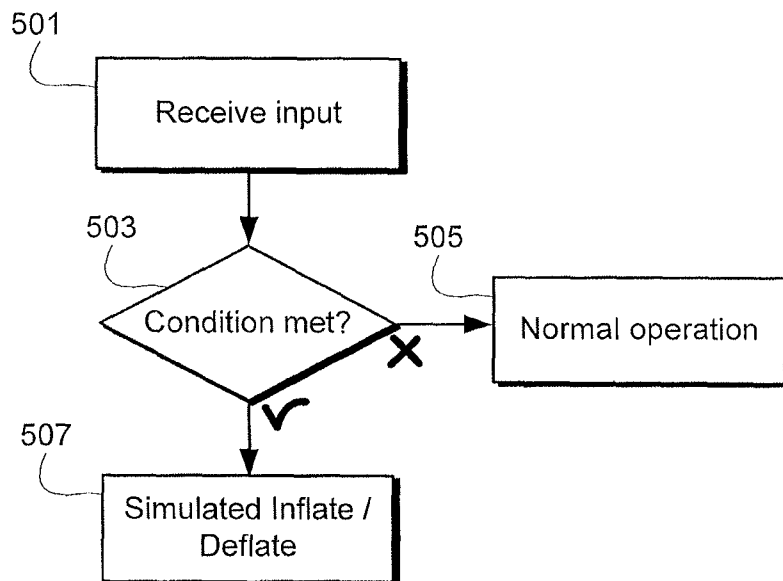 501
Receive input
503
Condition met?
505
Normal operation
507
Simulated Inflate /
Deflate